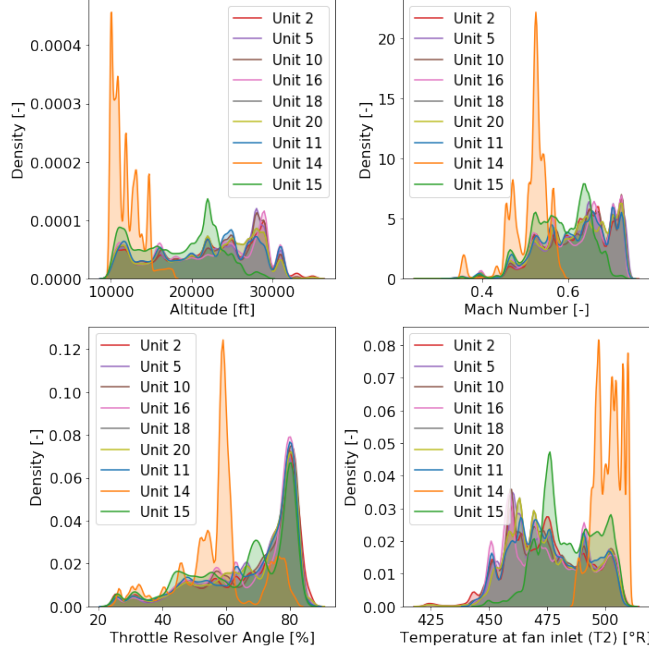 Density [-]
0.0004
0.0003
0.0002
0.0001
0.0000
10000 20000 30000
Altitude [ft]
Unit 2
Unit 5
Unit 10
Unit 16
Unit 18
Unit 20
Unit 11
Unit 14
Unit 15
Density [-]
20
15
10
5
0
0.4 0.6
Mach Number [-]
Unit 2
Unit 5
Unit 10
Unit 16
Unit 18
Unit 20
Unit 11
Unit 14
Unit 15
Density [-]
0.12
0.10
0.08
0.06
0.04
0.02
0.00
20 40 60 80
Throttle Resolver Angle [%]
Unit 2
Unit 5
Unit 10
Unit 16
Unit 18
Unit 20
Unit 11
Unit 14
Unit 15
Density [-]
0.08
0.07
0.06
0.05
0.04
0.03
0.02
0.01
0.00
425 450 475 500
Temperature at fan inlet (T2) [°R]
Unit 2
Unit 5
Unit 10
Unit 16
Unit 18
Unit 20
Unit 11
Unit 14
Unit 15